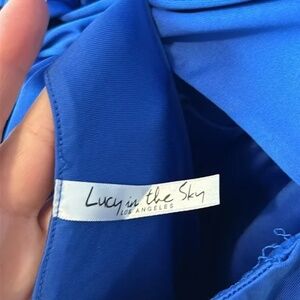 Lucy in the Sky
LOS ANGELES